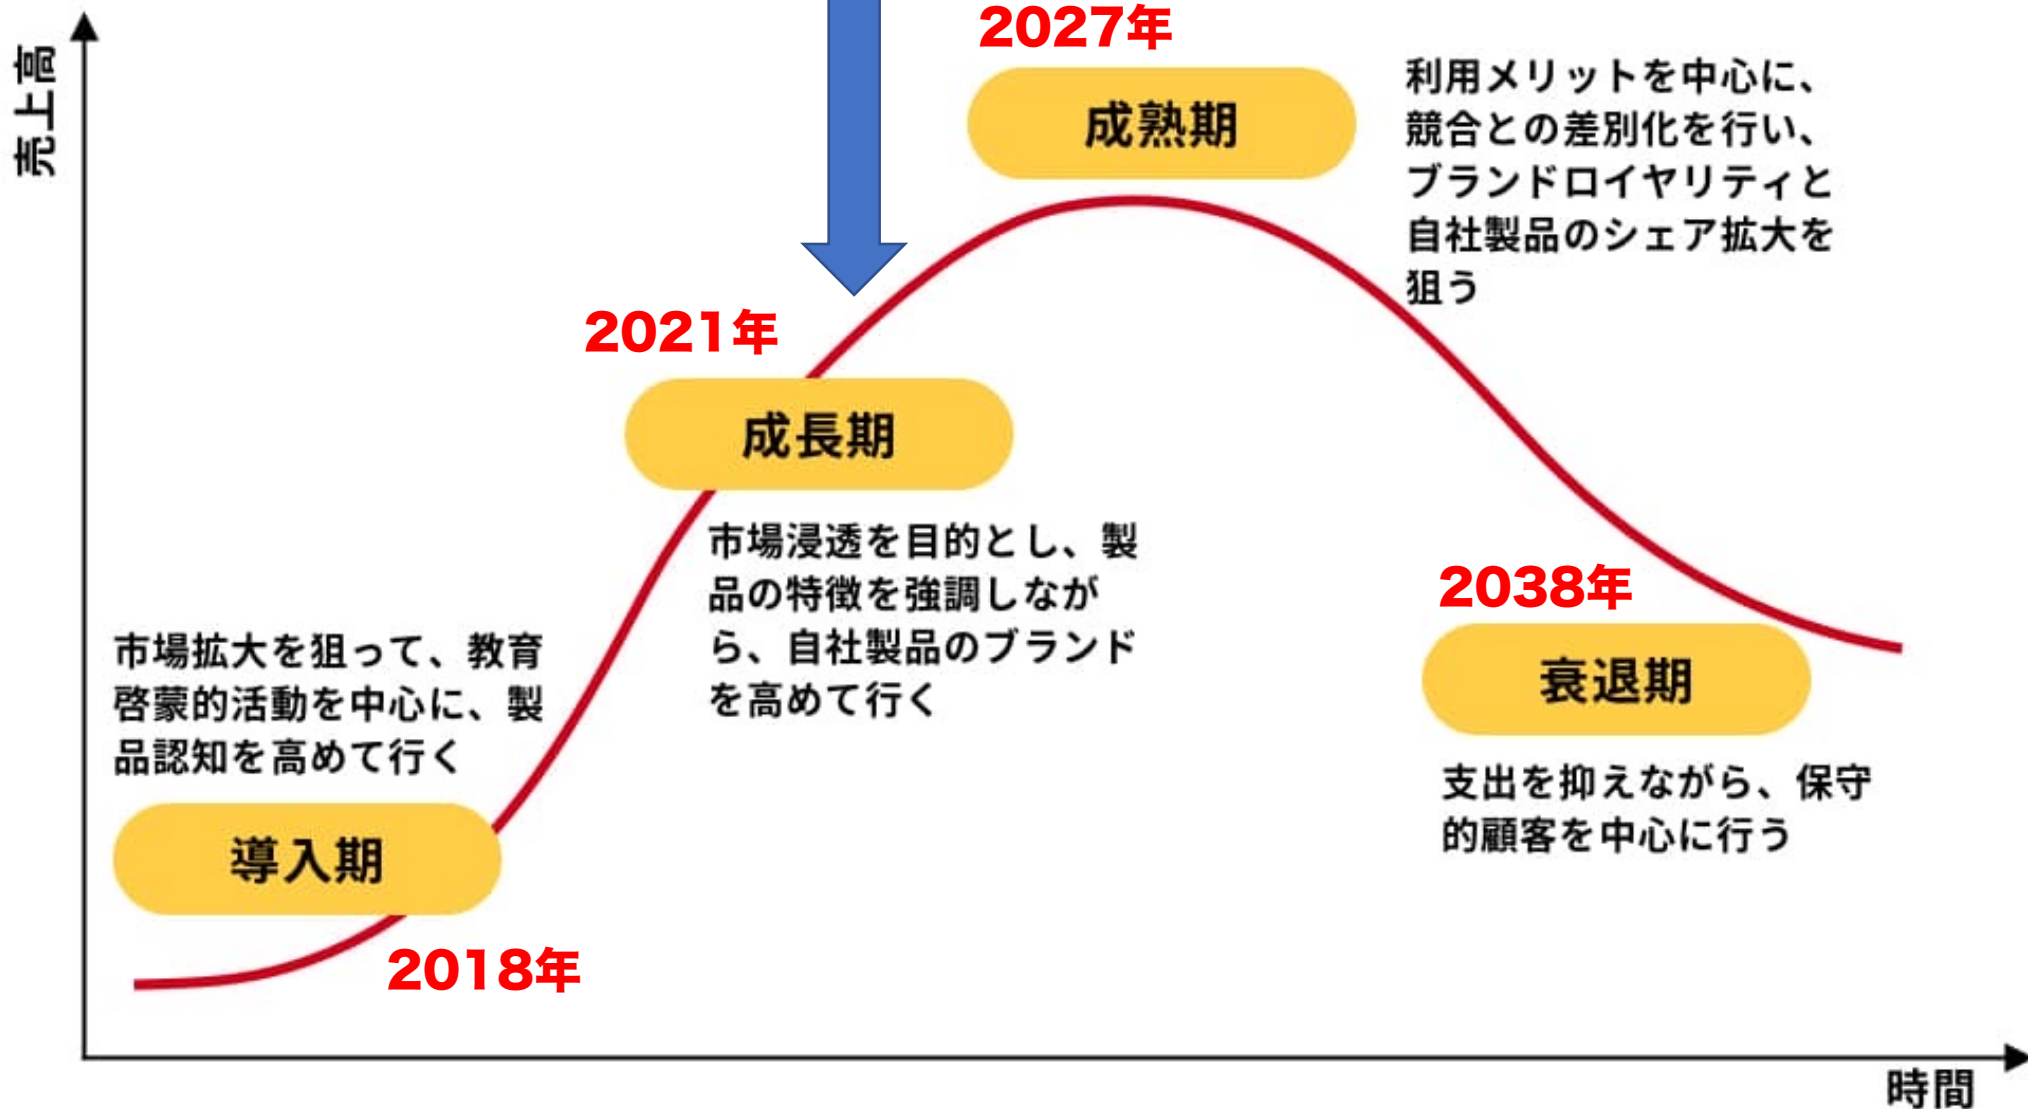 売上高
2027年
成熟期
利用メリットを中心に、
競合との差別化を行い、
ブランドロイヤリティと
自社製品のシェア拡大を
狙う
2021年
成長期
市場浸透を目的とし、製
品の特徴を強調しなが
ら、自社製品のブランド
を高めて行く
2038年
衰退期
支出を抑えながら、保守
的顧客を中心に行う
市場拡大を狙って、教育
啓蒙的活動を中心に、製
品認知を高めて行く
導入期
2018年
時間